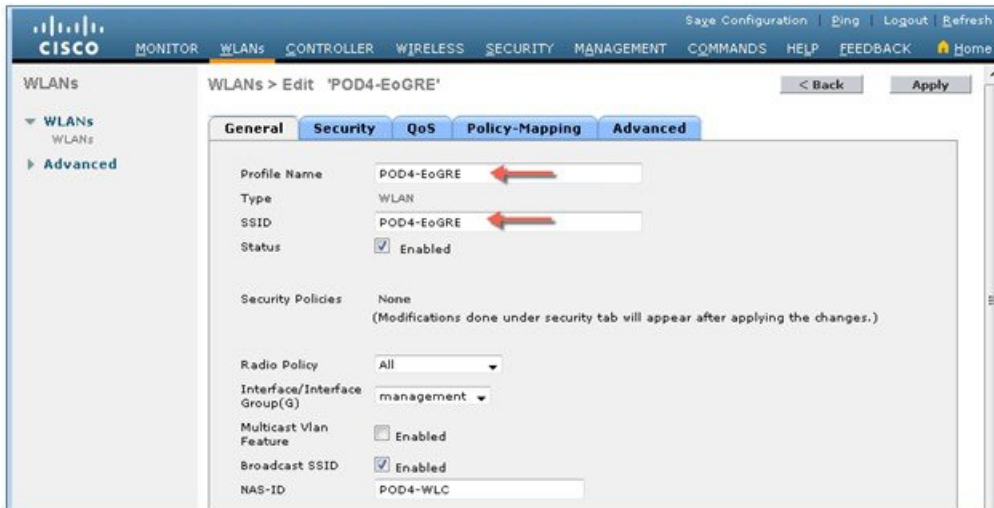 Save Configuration | Ping | Logout | Refresh
CISCO MONITOR WLANs CONTROLLER WIRELESS SECURITY MANAGEMENT COMMANDS HELP FEEDBACK Home
WLANs
WLANs
WLANs
Advanced
WLANs > Edit 'POD4-EoGRE'
< Back Apply
General Security QoS Policy-Mapping Advanced
Profile Name POD4-EoGRE
Type WLAN
SSID POD4-EoGRE
Status Enabled
Security Policies None
(Modifications done under security tab will appear after applying the changes.)
Radio Policy All
Interface/Interface Group(G) management
Multicast Vlan Feature Enabled
Broadcast SSID Enabled
NAS-ID POD4-WLC